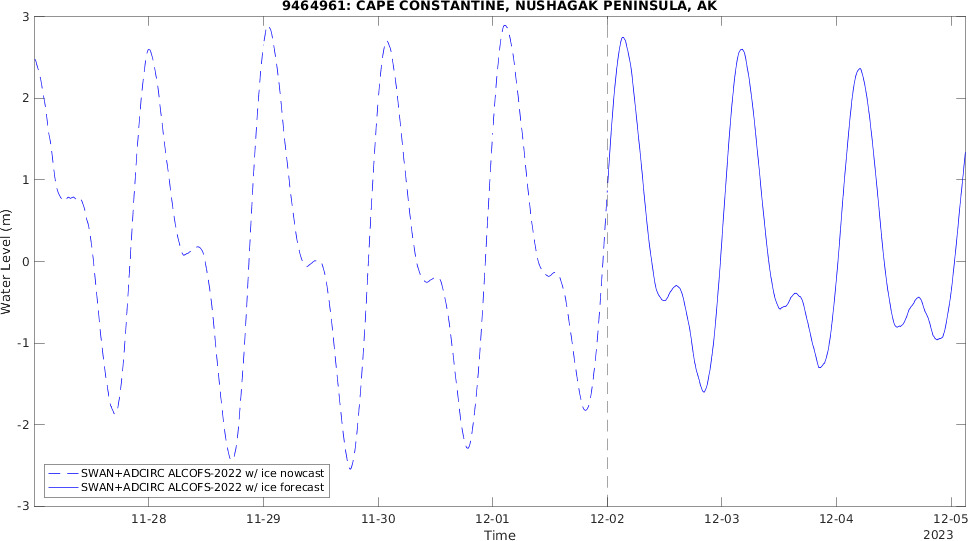 9464961: CAPE CONSTANTINE, NUSHAGAK PENINSULA, AK
Water Level (m)
3
2
1
0
-1
-2
-3
SWAN+ADCIRC ALCOFS-2022 w/ ice nowcast
SWAN+ADCIRC ALCOFS-2022 w/ ice forecast
11-28 11-29 11-30 12-01 12-02 12-03 12-04 12-05
Time
2023